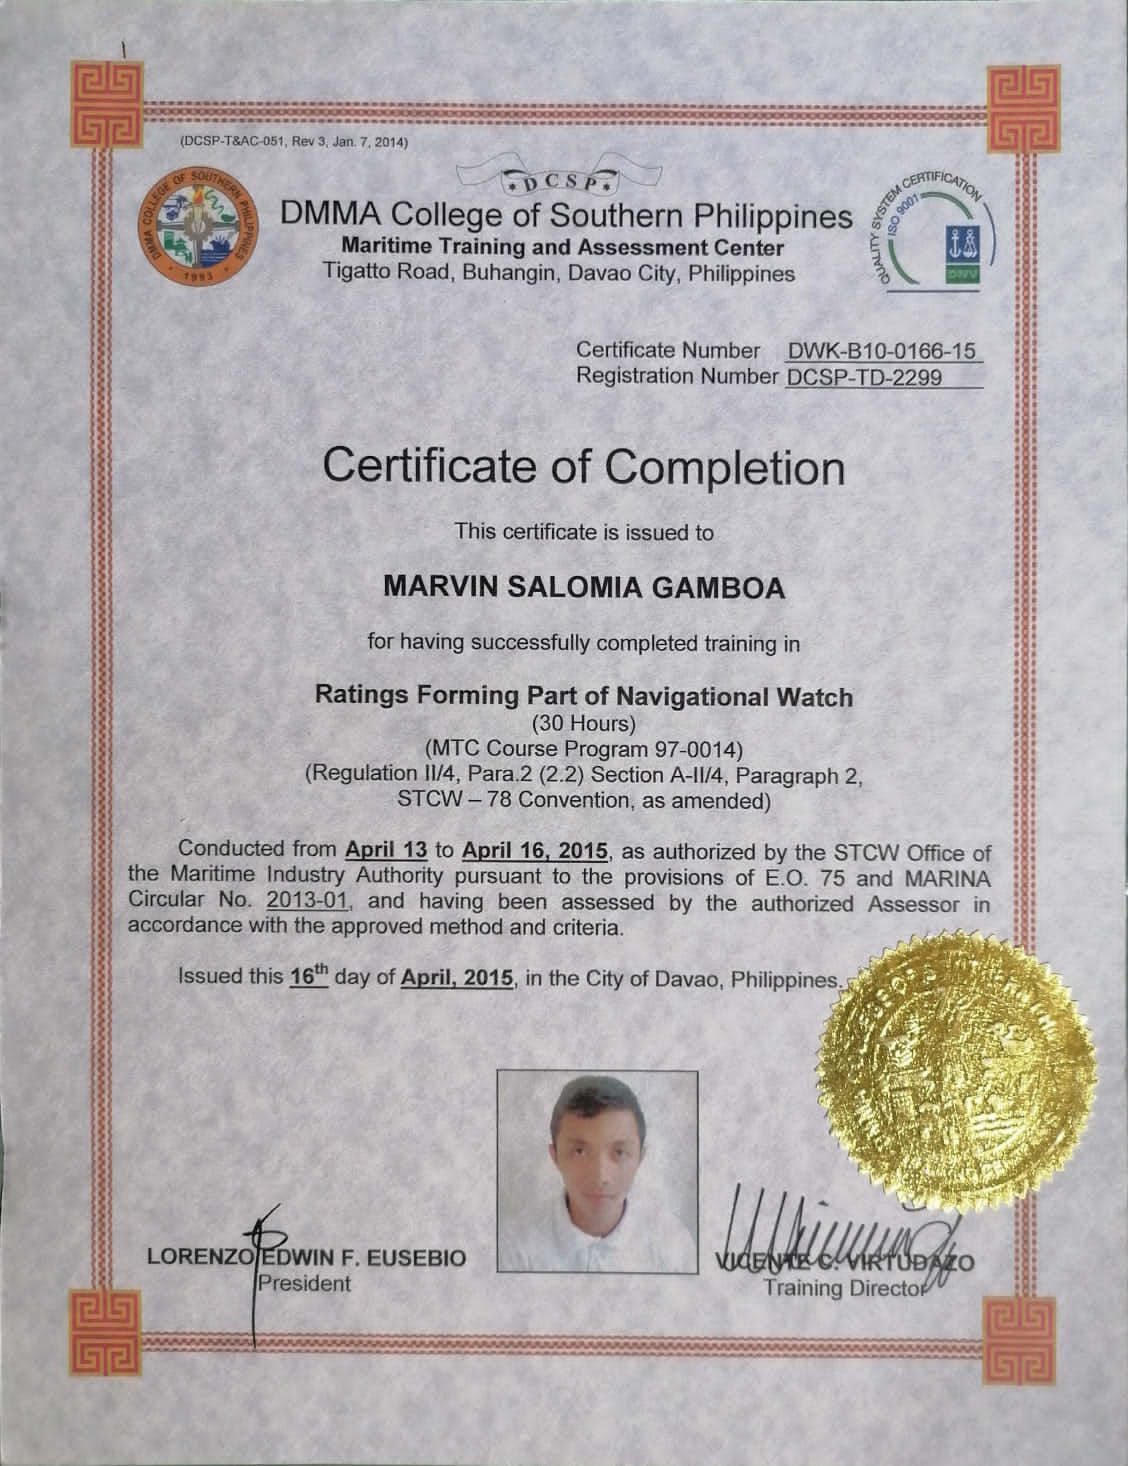 (DCSP-T&AC-051, Rev 3, Jan. 7, 2014)
DMMA COLLEGE OF SOUTHERN PHILIPPINES
1993
DCSP
QUALITY SYSTEM CERTIFICATION
ISO 9001
DNV
DMMA College of Southern Philippines
Maritime Training and Assessment Center
Tigatto Road, Buhangin, Davao City, Philippines
Certificate Number DWK-B10-0166-15
Registration Number DCSP-TD-2299
Certificate of Completion
This certificate is issued to
MARVIN SALOMIA GAMBOA
for having successfully completed training in
Ratings Forming Part of Navigational Watch
(30 Hours)
(MTC Course Program 97-0014)
(Regulation II/4, Para.2 (2.2) Section A-II/4, Paragraph 2,
STCW – 78 Convention, as amended)
Conducted from April 13 to April 16, 2015, as authorized by the STCW Office of
the Maritime Industry Authority pursuant to the provisions of E.O. 75 and MARINA
Circular No. 2013-01, and having been assessed by the authorized Assessor in
accordance with the approved method and criteria.
Issued this 16th day of April, 2015, in the City of Davao, Philippines.
LORENZO EDWIN F. EUSEBIO
President
VICENTE C. VIRTUDAZO
Training Director